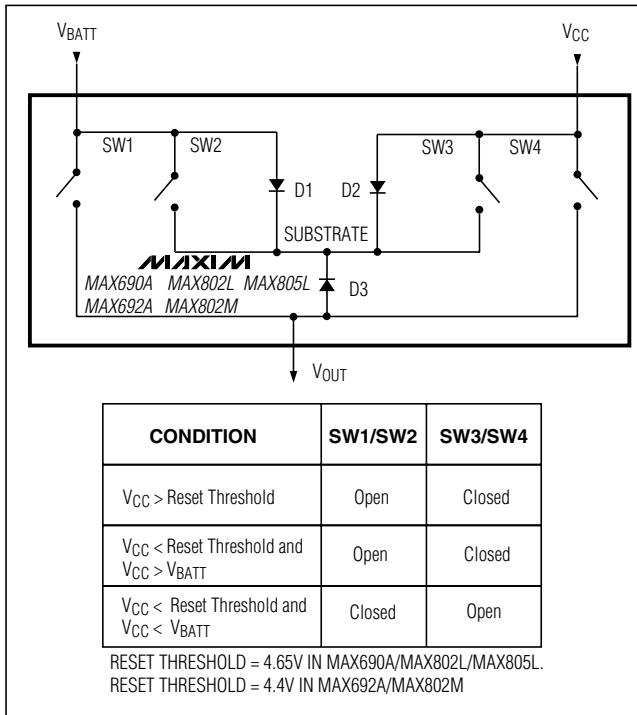 VBATT VCC
SW1 SW2 SW3 SW4
D1 D2
SUBSTRATE
MAXIM
MAX690A MAX802L MAX805L
MAX692A MAX802M
D3
VOUT
CONDITION SW1/SW2 SW3/SW4
VCC > Reset Threshold Open Closed
VCC < Reset Threshold and
VCC > VBATT Open Closed
VCC < Reset Threshold and
VCC < VBATT Closed Open
RESET THRESHOLD = 4.65V IN MAX690A/MAX802L/MAX805L.
RESET THRESHOLD = 4.4V IN MAX692A/MAX802M